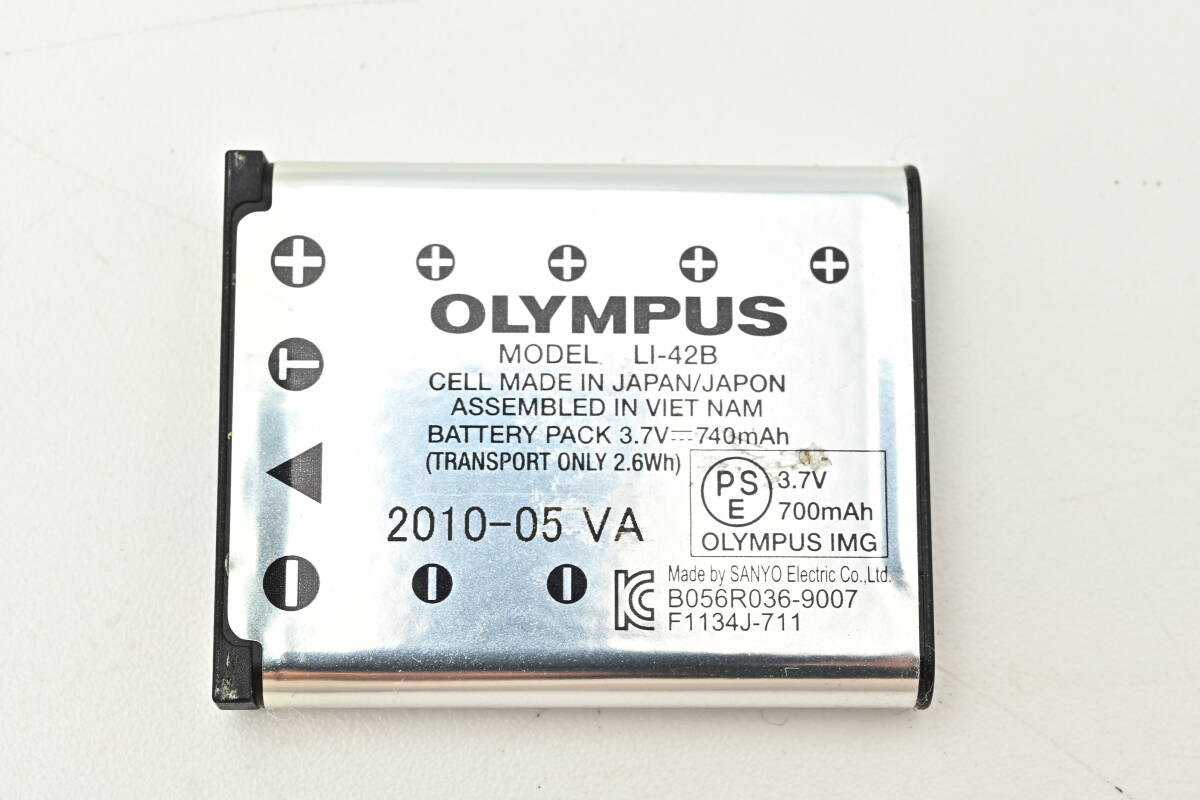 OLYMPUS
MODEL LI-42B
CELL MADE IN JAPAN/JAPON
ASSEMBLED IN VIET NAM
BATTERY PACK 3.7V⎓740mAh
(TRANSPORT ONLY 2.6Wh)
T
PS
E
3.7V
700mAh
OLYMPUS IMG
2010-05 VA
KC
Made by SANYO Electric Co.,Ltd.
B056R036-9007
F1134J-711